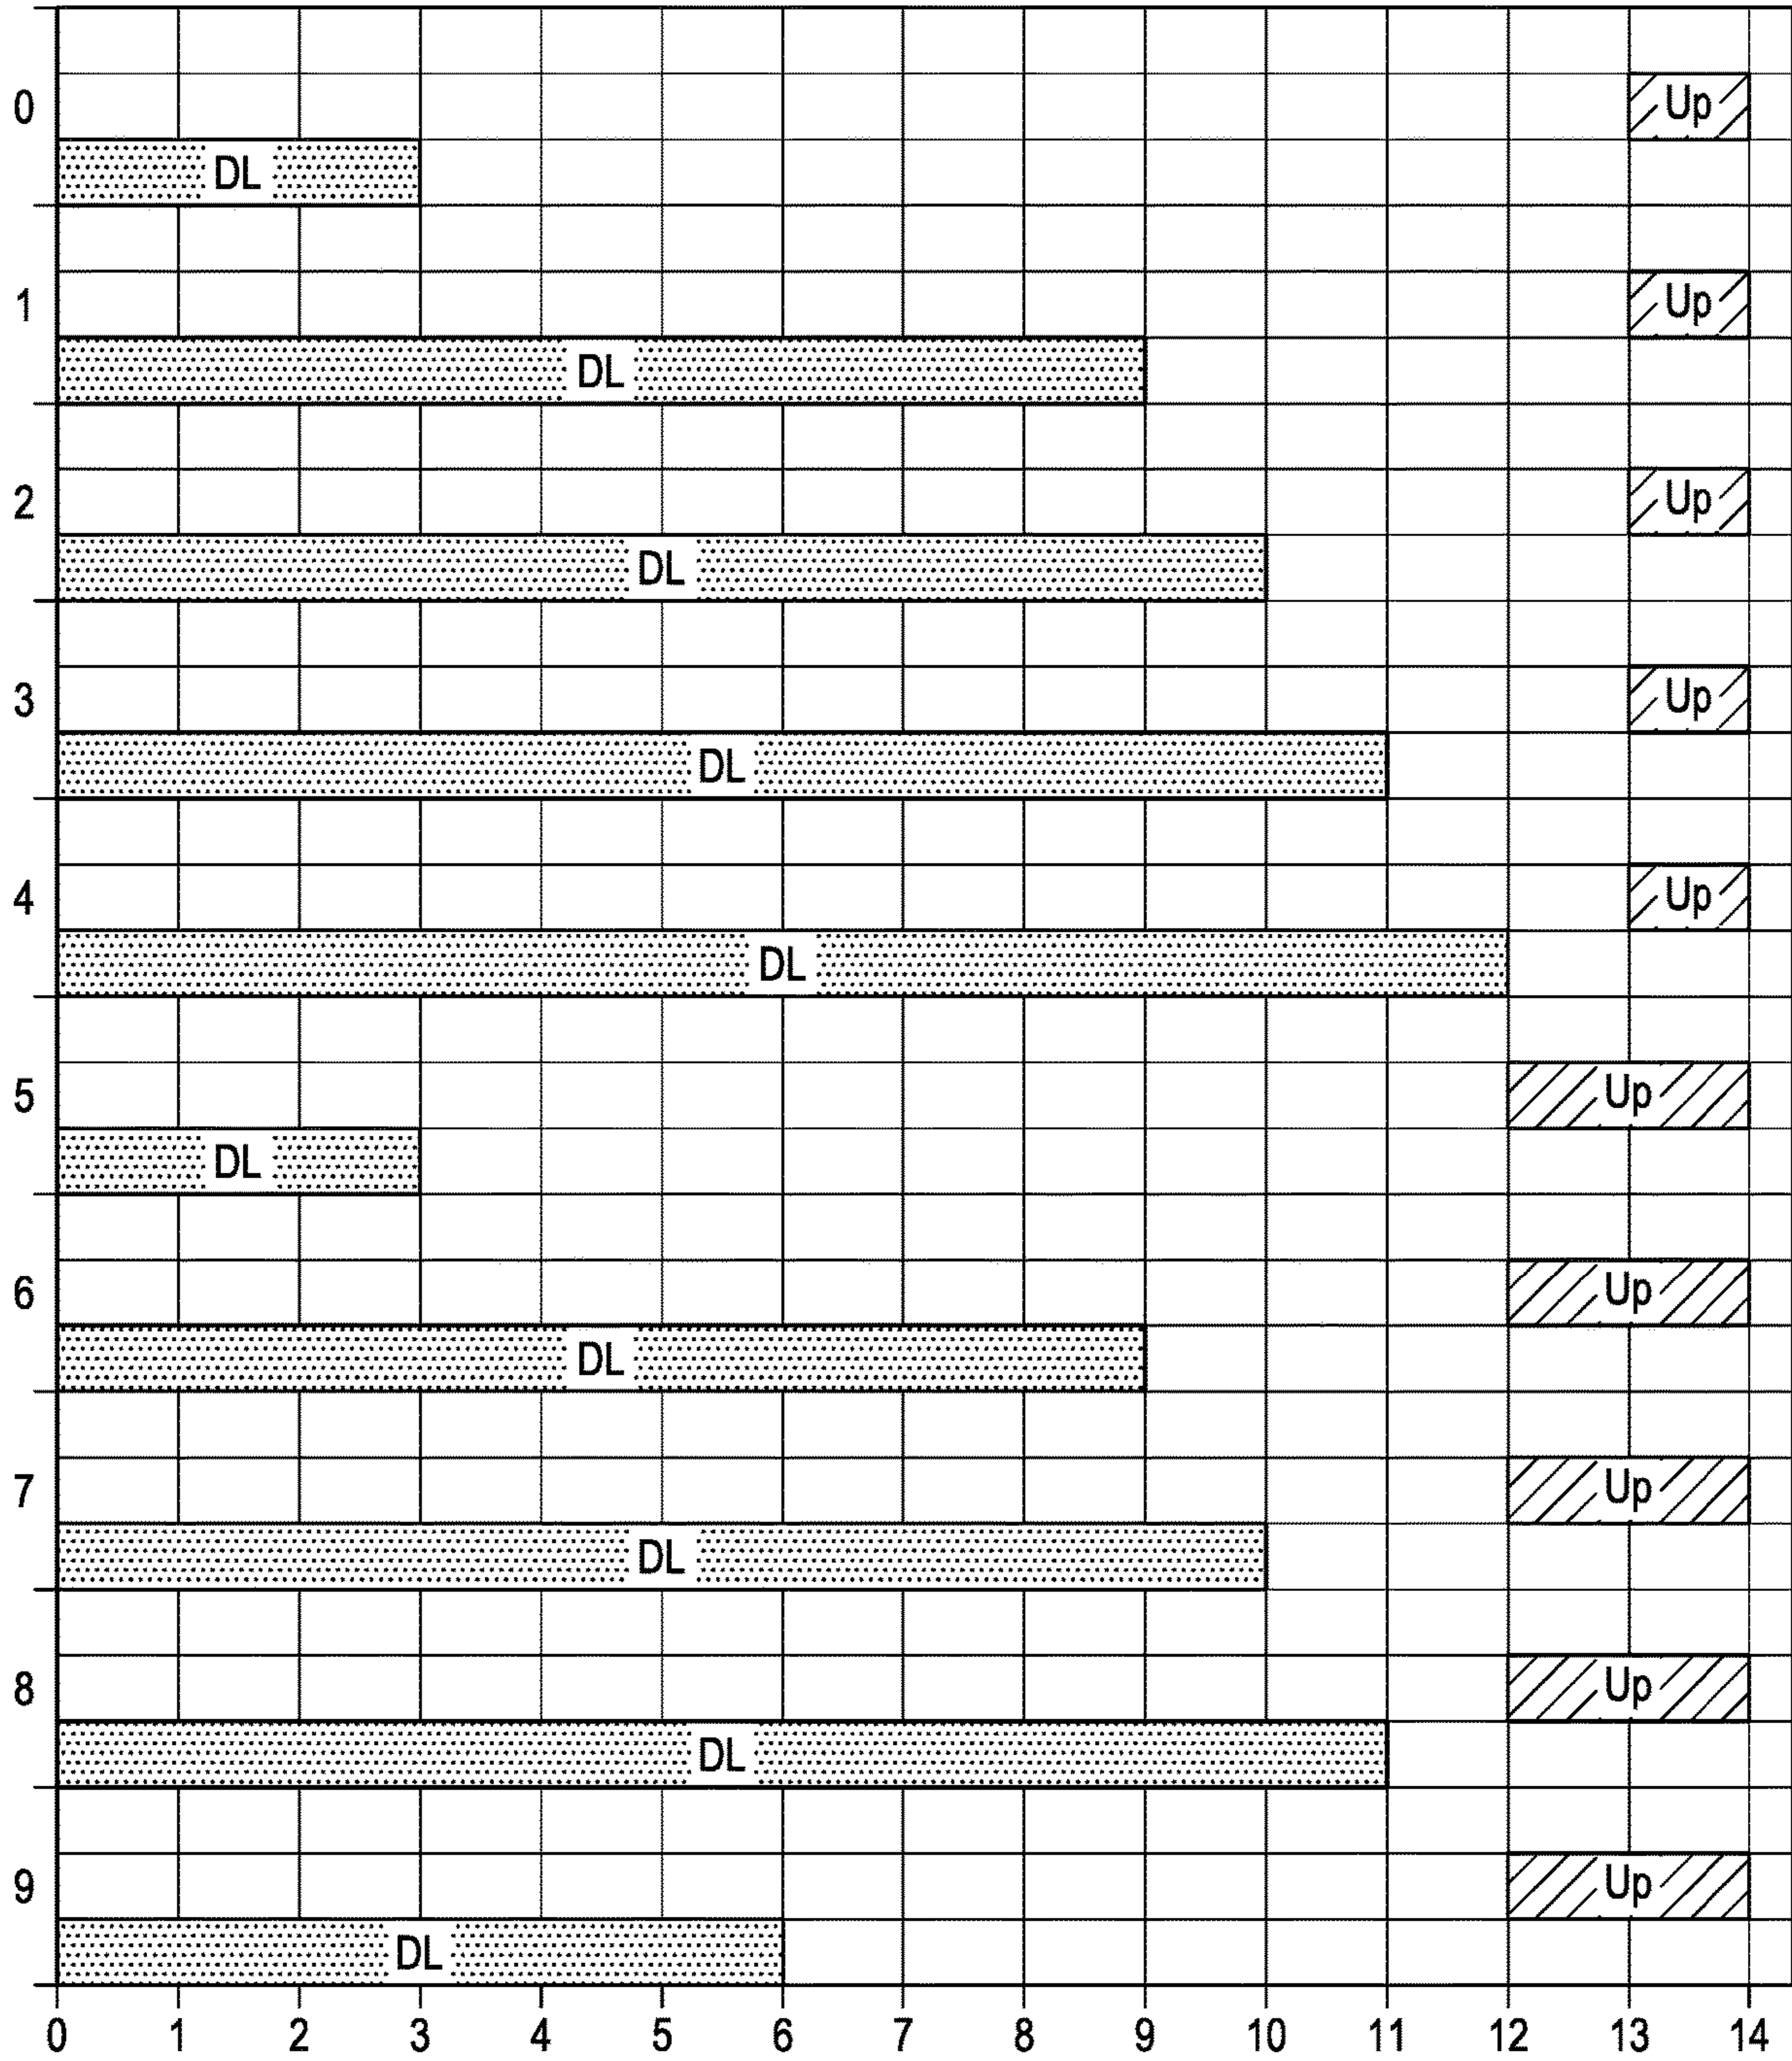 0 Up
DL
1 Up
DL
2 Up
DL
3 Up
DL
4 Up
DL
5 Up
DL
6 Up
DL
7 Up
DL
8 Up
DL
9 Up
DL
0 1 2 3 4 5 6 7 8 9 10 11 12 13 14